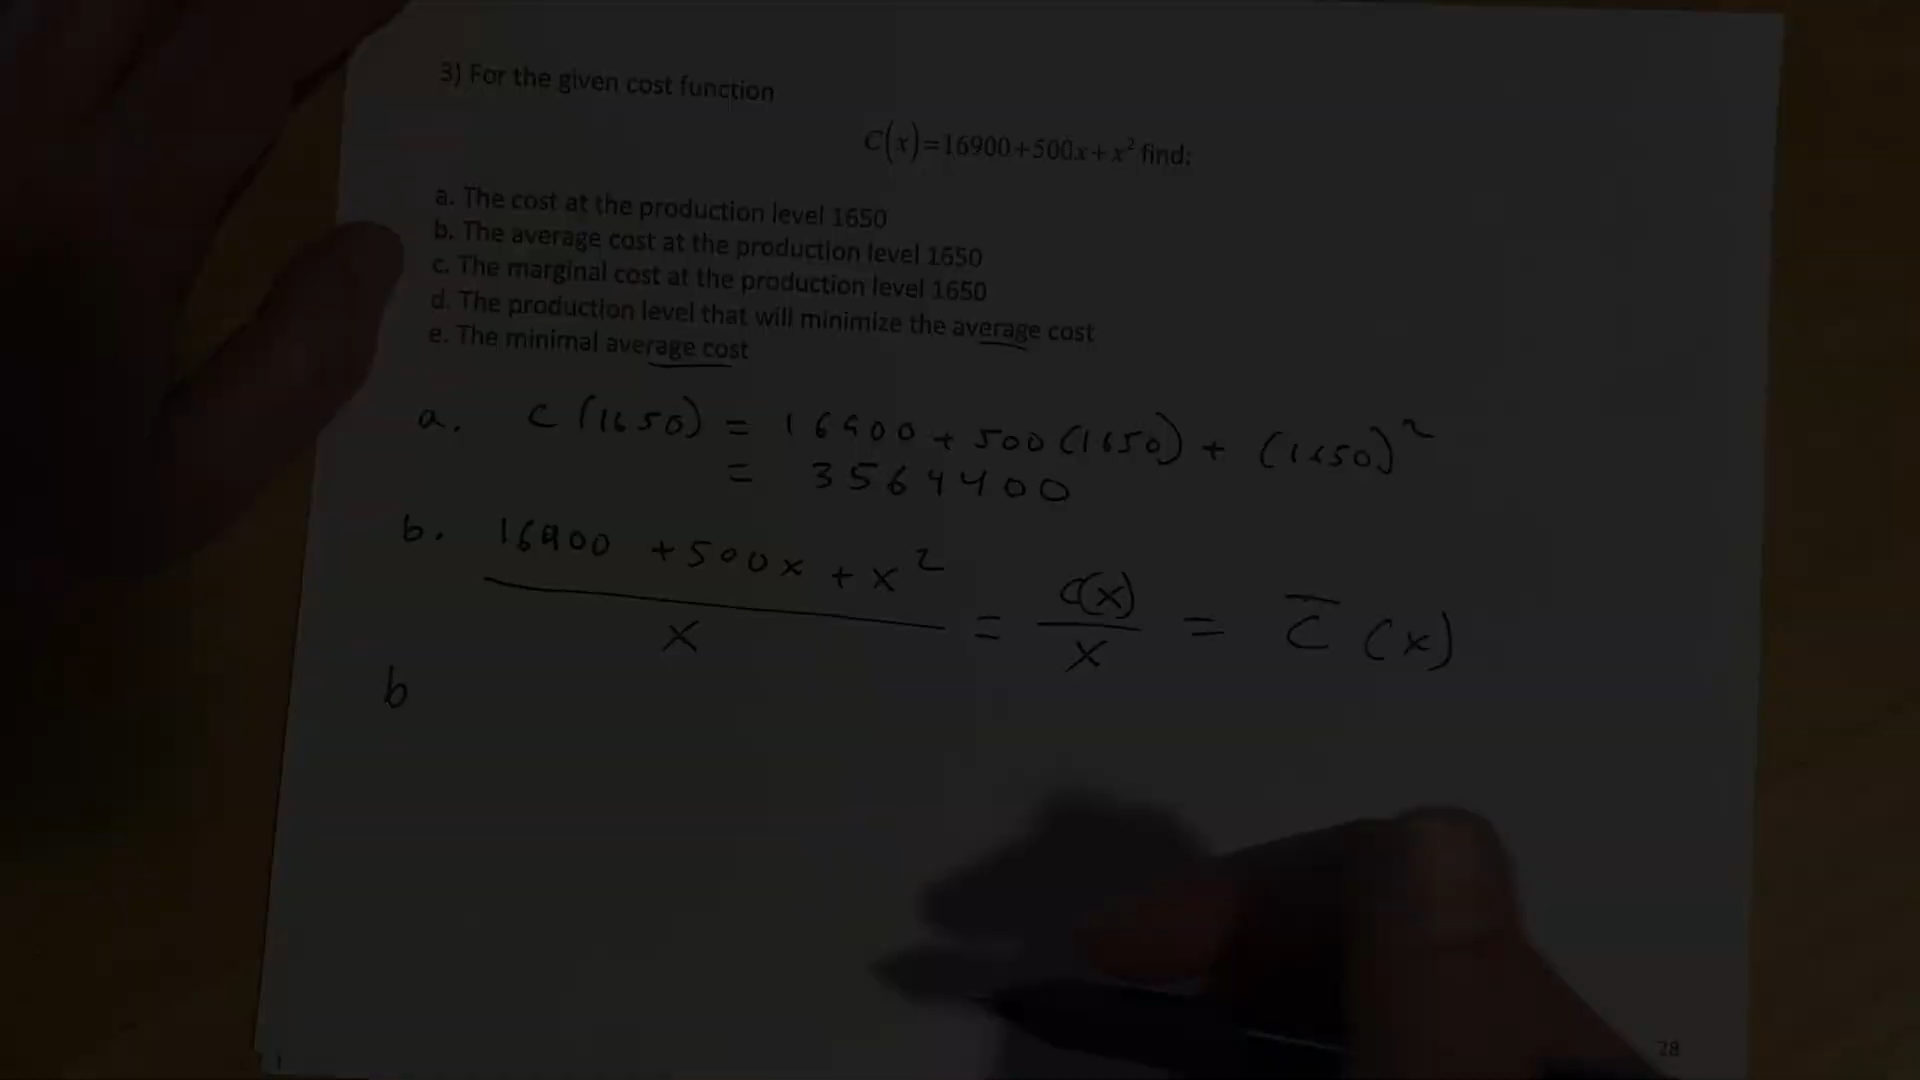 3) For the given cost function
C(x)=16900+500x+x² find:
a. The cost at the production level 1650
b. The average cost at the production level 1650
c. The marginal cost at the production level 1650
d. The production level that will minimize the average cost
e. The minimal average cost
a. C(1650) = 16900 + 500(1650) + (1650)²
= 3564400
b. 16900 + 500x + x² / x = C(x) / x = C̅(x)
b
28